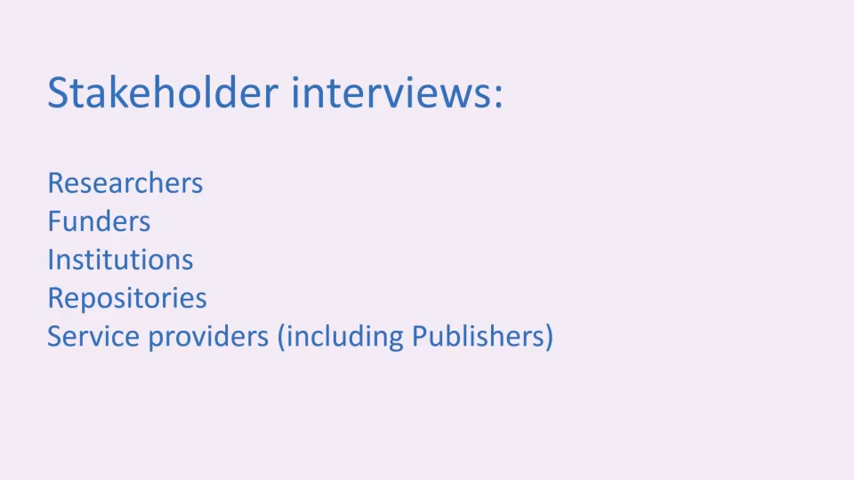 Stakeholder interviews:
Researchers
Funders
Institutions
Repositories
Service providers (including Publishers)